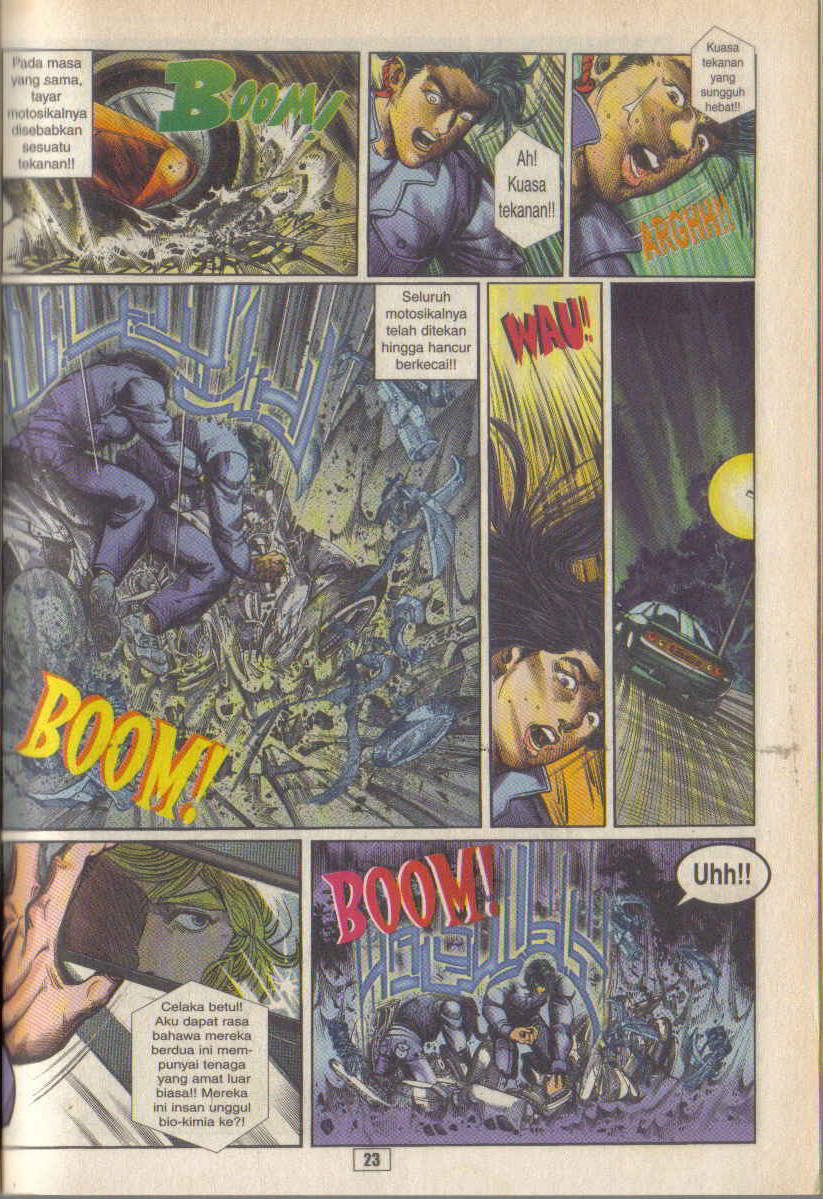 Pada masa
yang sama,
tayar
motosikalnya
disebabkan
sesuatu
tekanan!!
BOOM!
Ah!
Kuasa
tekanan!!
Kuasa
tekanan
yang
sungguh
hebat!!
ARGHH!!
Seluruh
motosikalnya
telah ditekan
hingga hancur
berkecai!!
BOOM!
WAU!!
Celaka betul!
Aku dapat rasa
bahawa mereka
berdua ini mem-
punyai tenaga
yang amat luar
biasa!! Mereka
ini insan unggul
bio-kimia ke?!
BOOM!
Uhh!!
23